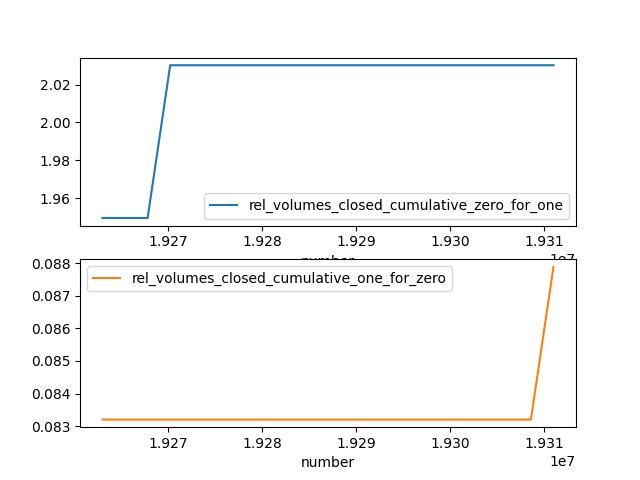 2.02
2.00
1.98
1.96
rel_volumes_closed_cumulative_zero_for_one
1.927 1.928 1.929 1.930 1.931
number 1e7
0.088
0.087
0.086
0.085
0.084
0.083
rel_volumes_closed_cumulative_one_for_zero
1.927 1.928 1.929 1.930 1.931
number 1e7